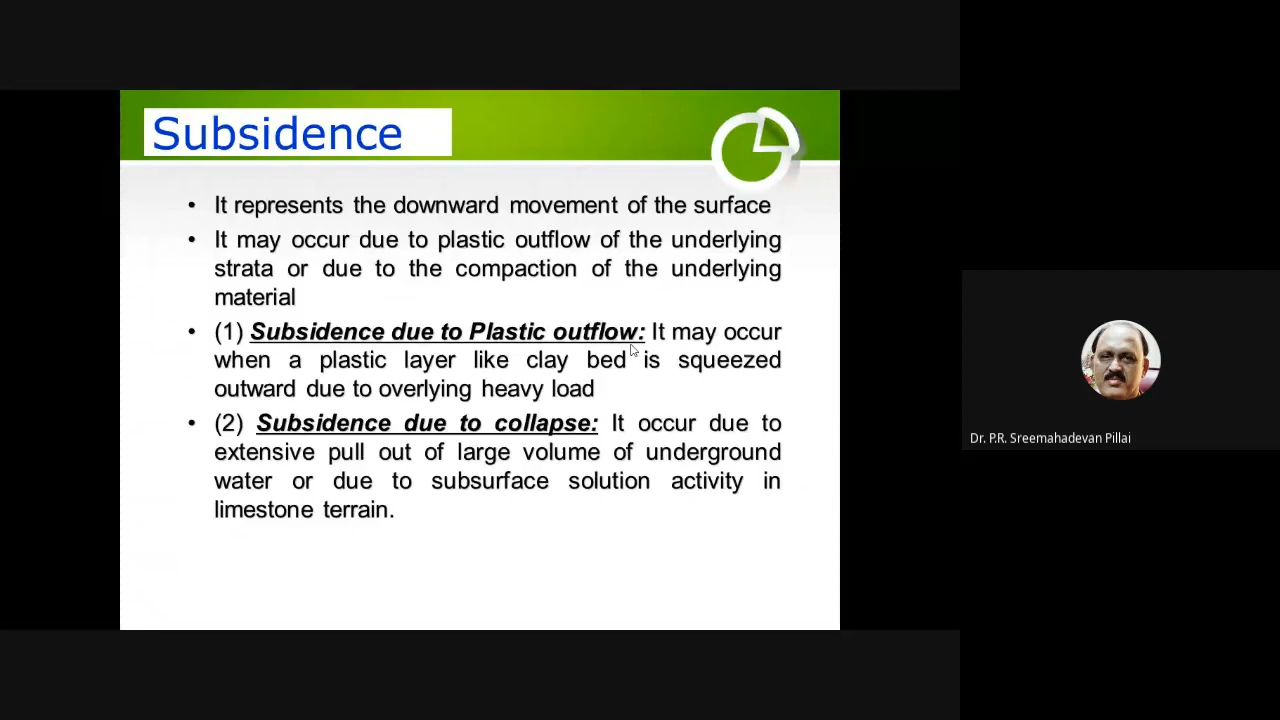 Subsidence
• It represents the downward movement of the surface
• It may occur due to plastic outflow of the underlying
strata or due to the compaction of the underlying
material
• (1) Subsidence due to Plastic outflow: It may occur
when a plastic layer like clay bed is squeezed
outward due to overlying heavy load
• (2) Subsidence due to collapse: It occur due to
extensive pull out of large volume of underground
water or due to subsurface solution activity in
limestone terrain.
Dr. P.R. Sreemahadevan Pillai